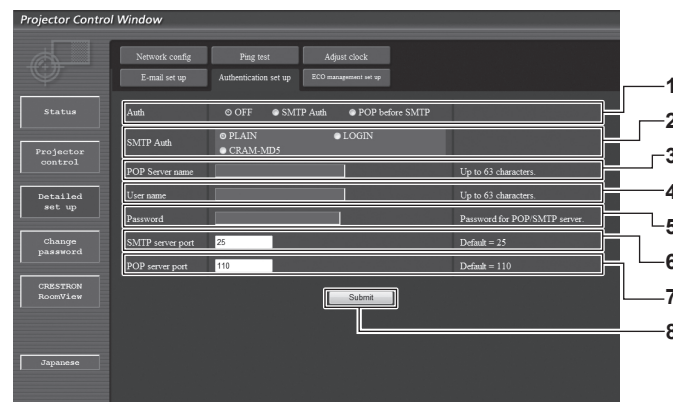 Projector Control Window
Network config Ping test Adjust clock
E-mail set up Authentication set up ECO management set up
Status
Projector control
Detailed set up
Change password
CRESTRON RoomView
Japanese
Auth OFF SMTP Auth POP before SMTP
SMTP Auth PLAIN LOGIN
CRAM-MD5
POP Server name Up to 63 characters.
User name Up to 63 characters.
Password Password for POP/SMTP server.
SMTP server port 25 Default = 25
POP server port 110 Default = 110
Submit
1
2
3
4
5
6
7
8